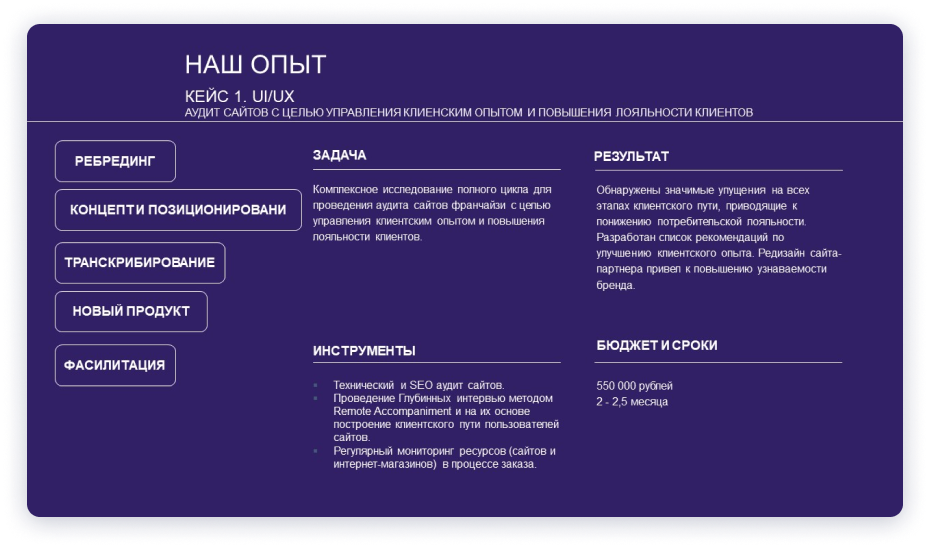 НАШ ОПЫТ
КЕЙС 1. UI/UX
АУДИТ САЙТОВ С ЦЕЛЬЮ УПРАВЛЕНИЯ КЛИЕНСКИМ ОПЫТОМ И ПОВЫШЕНИЯ ЛОЯЛЬНОСТИ КЛИЕНТОВ
РЕБРЕДИНГ
КОНЦЕПТ И ПОЗИЦИОНИРОВАНИ
ТРАНСКРИБИРОВАНИЕ
НОВЫЙ ПРОДУКТ
ФАСИЛИТАЦИЯ
ЗАДАЧА
Комплексное исследование полного цикла для
проведения аудита сайтов франчайзи с целью
управления клиентским опытом и повышения
лояльности клиентов.
РЕЗУЛЬТАТ
Обнаружены значимые упущения на всех
этапах клиентского пути, приводящие к
понижению потребительской лояльности.
Разработан список рекомендаций по
улучшению клиентского опыта. Редизайн сайта-
партнера привел к повышению узнаваемости
бренда.
ИНСТРУМЕНТЫ
Технический и SEO аудит сайтов.
Проведение Глубинных интервью методом
Remote Accompaniment и на их основе
построение клиентского пути пользователей
сайтов.
Регулярный мониторинг ресурсов (сайтов и
интернет-магазинов) в процессе заказа.
БЮДЖЕТ И СРОКИ
550 000 рублей
2 - 2,5 месяца